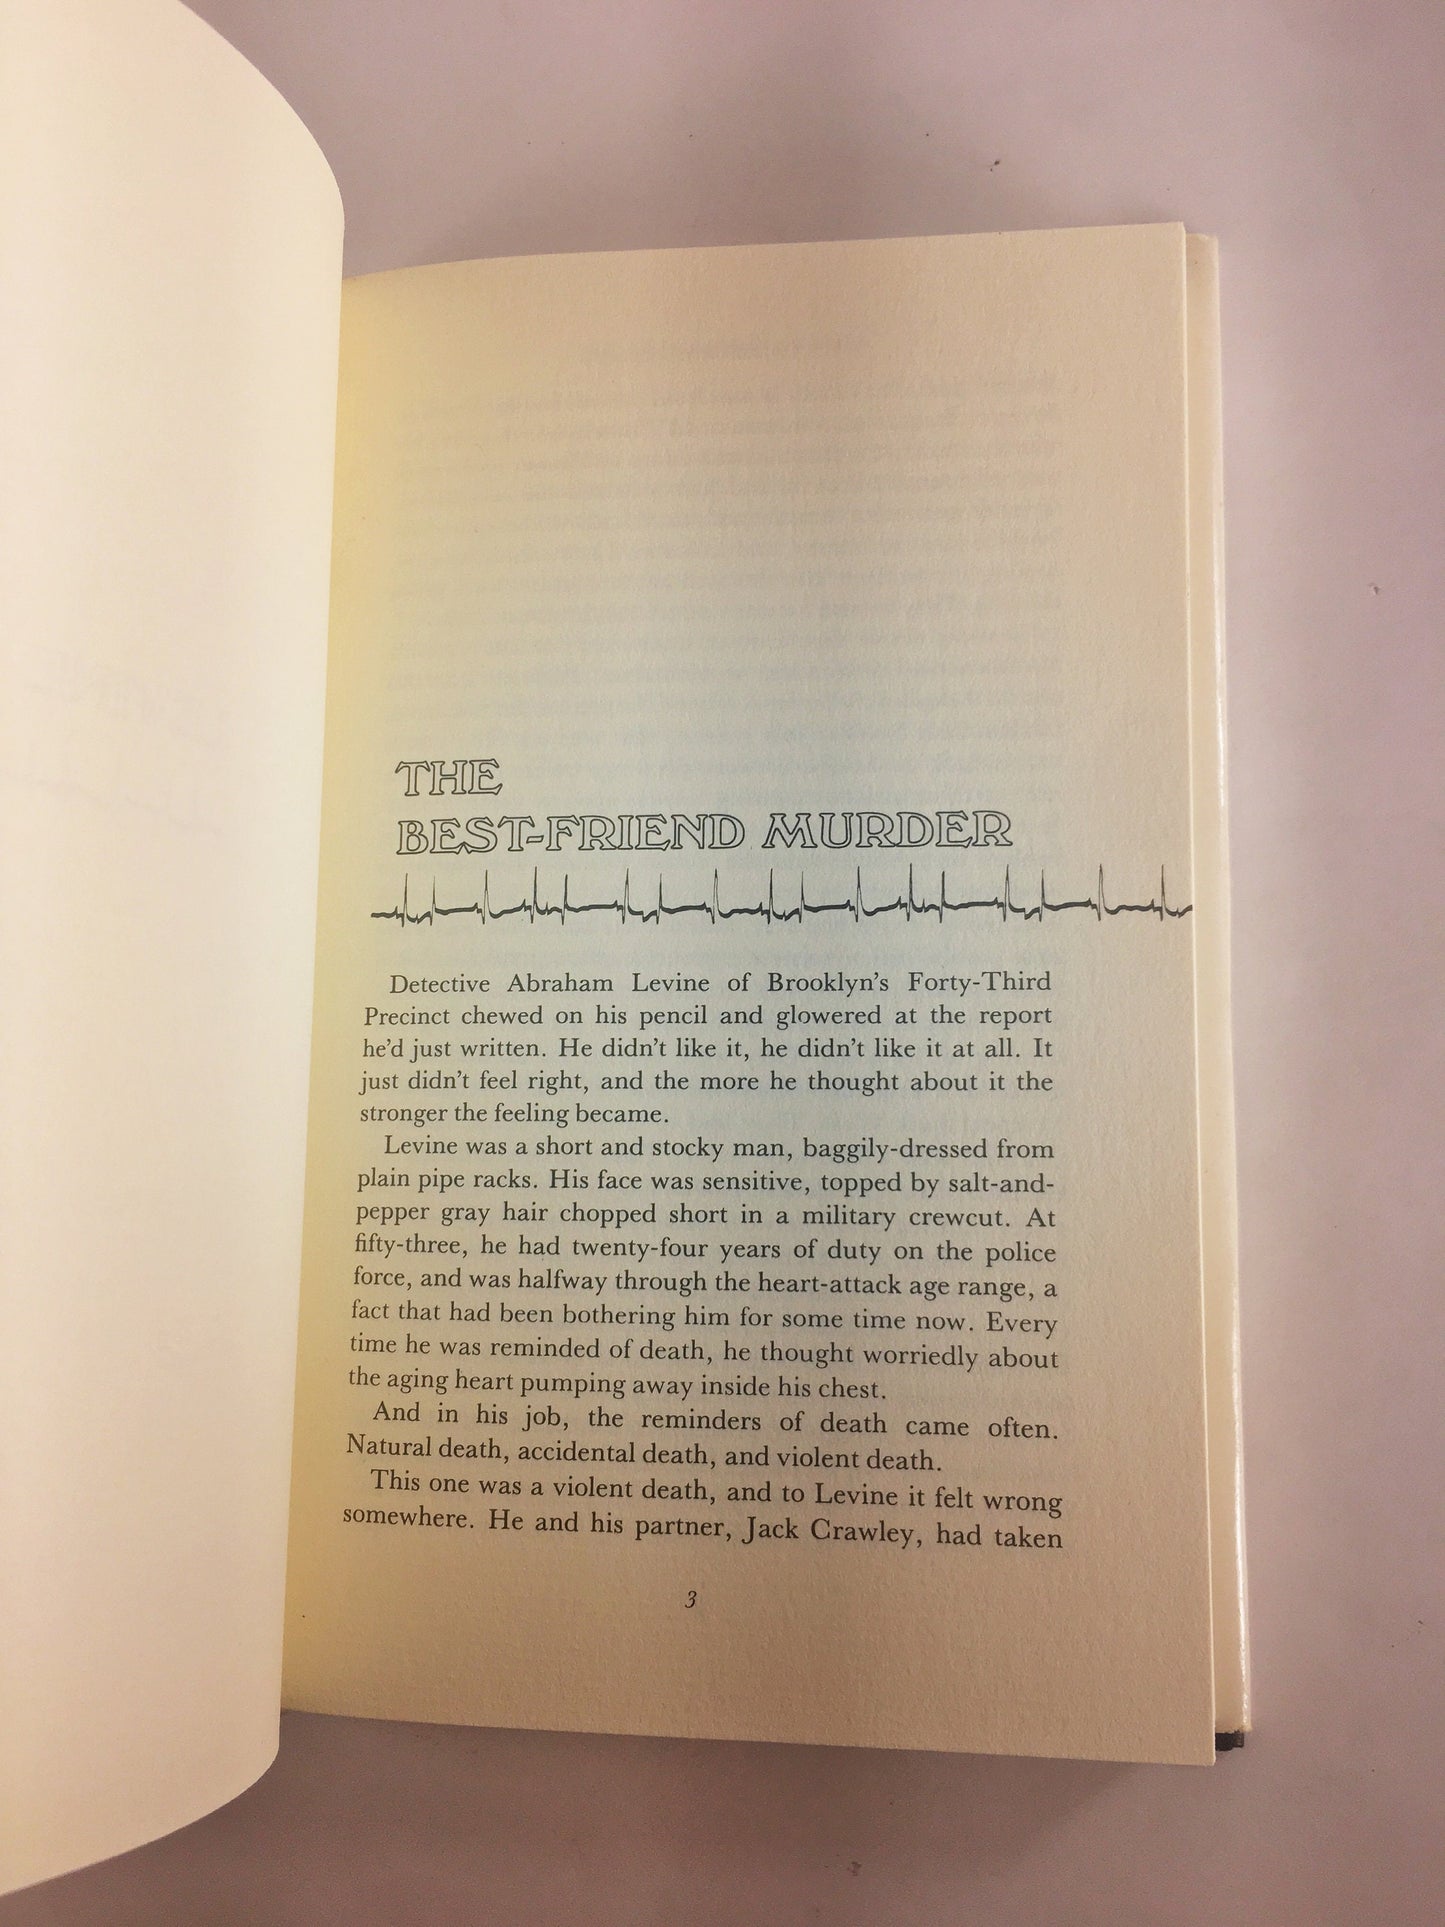 THE
BEST-FRIEND MURDER
Detective Abraham Levine of Brooklyn's Forty-Third
Precinct chewed on his pencil and glowered at the report
he'd just written. He didn't like it, he didn't like it at all. It
just didn't feel right, and the more he thought about it the
stronger the feeling became.
Levine was a short and stocky man, baggily-dressed from
plain pipe racks. His face was sensitive, topped by salt-and-
pepper gray hair chopped short in a military crewcut. At
fifty-three, he had twenty-four years of duty on the police
force, and was halfway through the heart-attack age range, a
fact that had been bothering him for some time now. Every
time he was reminded of death, he thought worriedly about
the aging heart pumping away inside his chest.
And in his job, the reminders of death came often.
Natural death, accidental death, and violent death.
This one was a violent death, and to Levine it felt wrong
somewhere. He and his partner, Jack Crawley, had taken
3